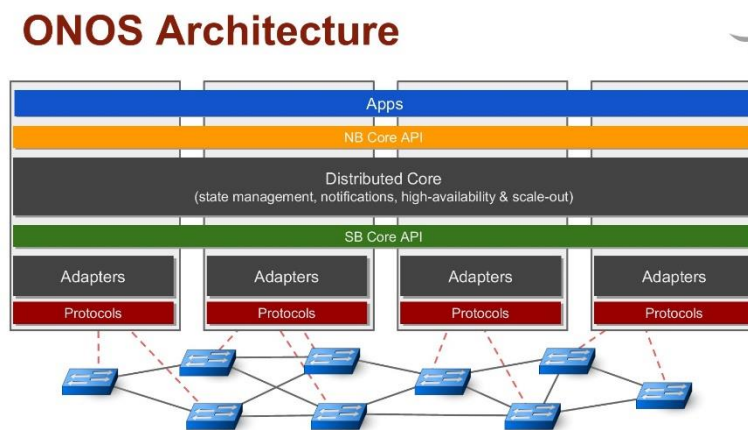 ONOS Architecture
Apps
NB Core API
Distributed Core
(state management, notifications, high-availability & scale-out)
SB Core API
Adapters
Adapters
Adapters
Adapters
Protocols
Protocols
Protocols
Protocols